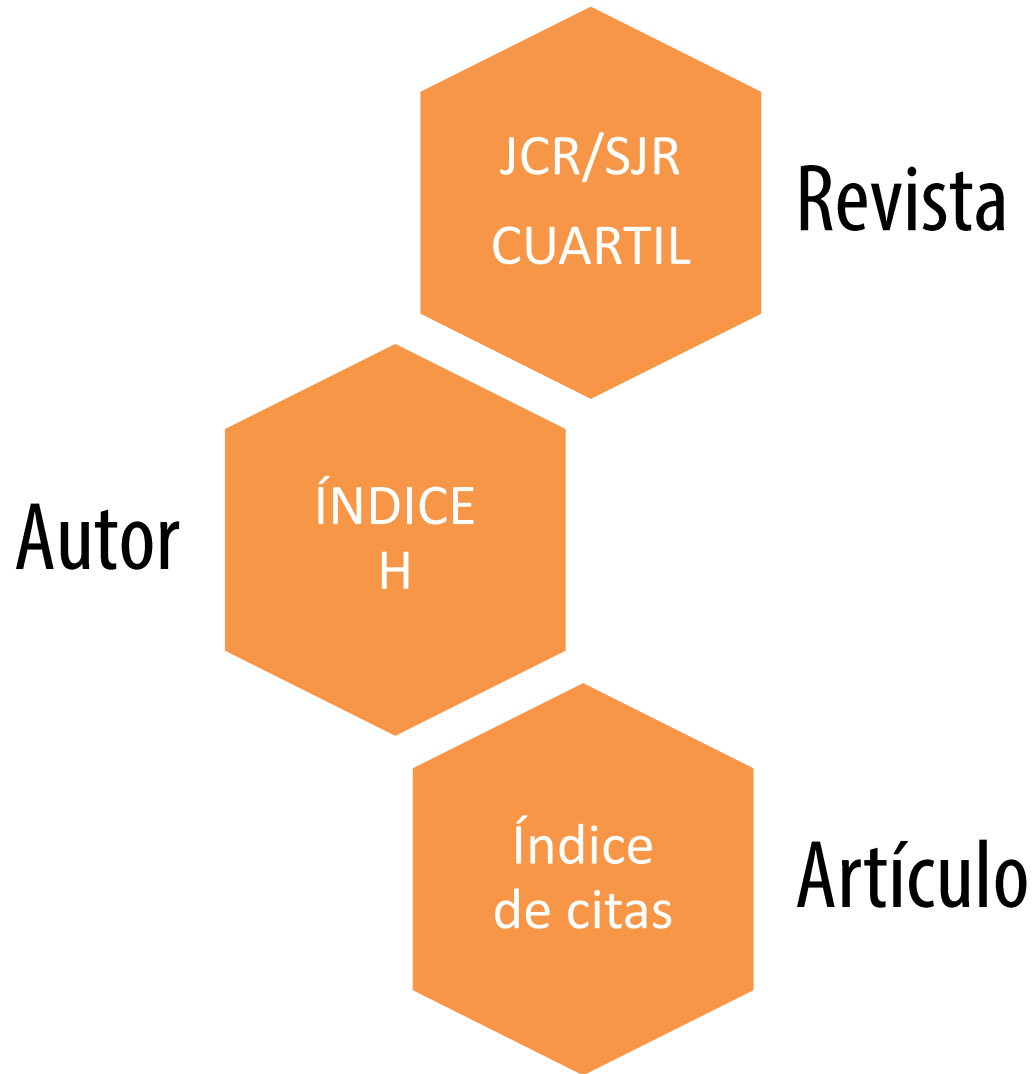 JCR/SJR
CUARTIL
Revista
Autor
ÍNDICE
H
Índice
de citas
Artículo